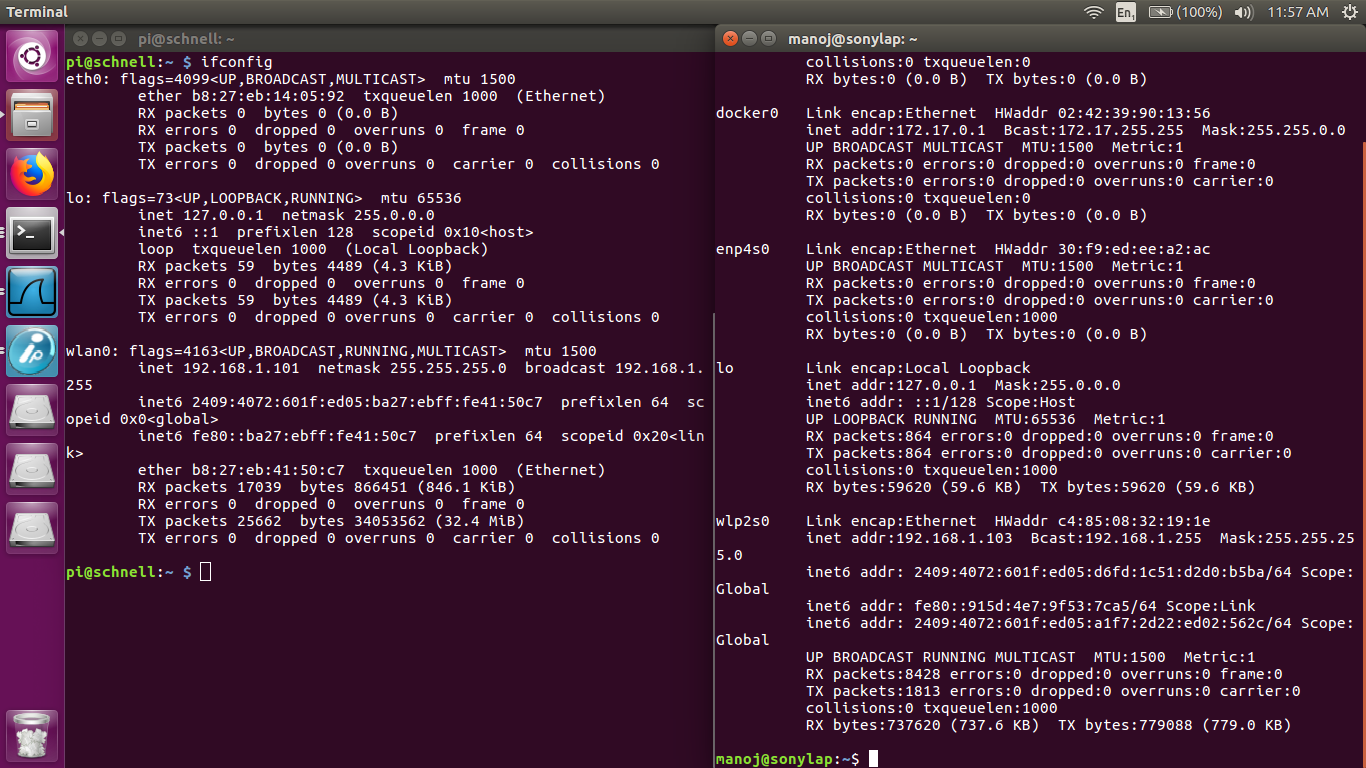 Terminal
En1
(100%)
11:57 AM
pi@schnell: ~
pi@schnell:~ $ ifconfig
eth0: flags=4099<UP,BROADCAST,MULTICAST>  mtu 1500
        ether b8:27:eb:14:05:92  txqueuelen 1000  (Ethernet)
        RX packets 0  bytes 0 (0.0 B)
        RX errors 0  dropped 0  overruns 0  frame 0
        TX packets 0  bytes 0 (0.0 B)
        TX errors 0  dropped 0 overruns 0  carrier 0  collisions 0
lo: flags=73<UP,LOOPBACK,RUNNING>  mtu 65536
        inet 127.0.0.1  netmask 255.0.0.0
        inet6 ::1  prefixlen 128  scopeid 0x10<host>
        loop  txqueuelen 1000  (Local Loopback)
        RX packets 59  bytes 4489 (4.3 KiB)
        RX errors 0  dropped 0  overruns 0  frame 0
        TX packets 59  bytes 4489 (4.3 KiB)
        TX errors 0  dropped 0 overruns 0  carrier 0  collisions 0
wlan0: flags=4163<UP,BROADCAST,RUNNING,MULTICAST>  mtu 1500
        inet 192.168.1.101  netmask 255.255.255.0  broadcast 192.168.1.
255
        inet6 2409:4072:601f:ed05:ba27:ebff:fe41:50c7  prefixlen 64  sc
opeid 0x0<global>
        inet6 fe80::ba27:ebff:fe41:50c7  prefixlen 64  scopeid 0x20<lin
k>
        ether b8:27:eb:41:50:c7  txqueuelen 1000  (Ethernet)
        RX packets 17039  bytes 866451 (846.1 KiB)
        RX errors 0  dropped 0  overruns 0  frame 0
        TX packets 25662  bytes 34053562 (32.4 MiB)
        TX errors 0  dropped 0 overruns 0  carrier 0  collisions 0
pi@schnell:~ $
manoj@sonylap: ~
          collisions:0 txqueuelen:0
          RX bytes:0 (0.0 B)  TX bytes:0 (0.0 B)
docker0   Link encap:Ethernet  HWaddr 02:42:39:90:13:56
          inet addr:172.17.0.1  Bcast:172.17.255.255  Mask:255.255.0.0
          UP BROADCAST MULTICAST  MTU:1500  Metric:1
          RX packets:0 errors:0 dropped:0 overruns:0 frame:0
          TX packets:0 errors:0 dropped:0 overruns:0 carrier:0
          collisions:0 txqueuelen:0
          RX bytes:0 (0.0 B)  TX bytes:0 (0.0 B)
enp4s0    Link encap:Ethernet  HWaddr 30:f9:ed:ee:a2:ac
          UP BROADCAST MULTICAST  MTU:1500  Metric:1
          RX packets:0 errors:0 dropped:0 overruns:0 frame:0
          TX packets:0 errors:0 dropped:0 overruns:0 carrier:0
          collisions:0 txqueuelen:1000
          RX bytes:0 (0.0 B)  TX bytes:0 (0.0 B)
lo        Link encap:Local Loopback
          inet addr:127.0.0.1  Mask:255.0.0.0
          inet6 addr: ::1/128 Scope:Host
          UP LOOPBACK RUNNING  MTU:65536  Metric:1
          RX packets:864 errors:0 dropped:0 overruns:0 frame:0
          TX packets:864 errors:0 dropped:0 overruns:0 carrier:0
          collisions:0 txqueuelen:1000
          RX bytes:59620 (59.6 KB)  TX bytes:59620 (59.6 KB)
wlp2s0    Link encap:Ethernet  HWaddr c4:85:08:32:19:1e
          inet addr:192.168.1.103  Bcast:192.168.1.255  Mask:255.255.25
5.0
          inet6 addr: 2409:4072:601f:ed05:d6fd:1c51:d2d0:b5ba/64 Scope:
Global
          inet6 addr: fe80::915d:4e7:9f53:7ca5/64 Scope:Link
          inet6 addr: 2409:4072:601f:ed05:a1f7:2d22:ed02:562c/64 Scope:
Global
          UP BROADCAST RUNNING MULTICAST  MTU:1500  Metric:1
          RX packets:8428 errors:0 dropped:0 overruns:0 frame:0
          TX packets:1813 errors:0 dropped:0 overruns:0 carrier:0
          collisions:0 txqueuelen:1000
          RX bytes:737620 (737.6 KB)  TX bytes:779088 (779.0 KB)
manoj@sonylap:~$